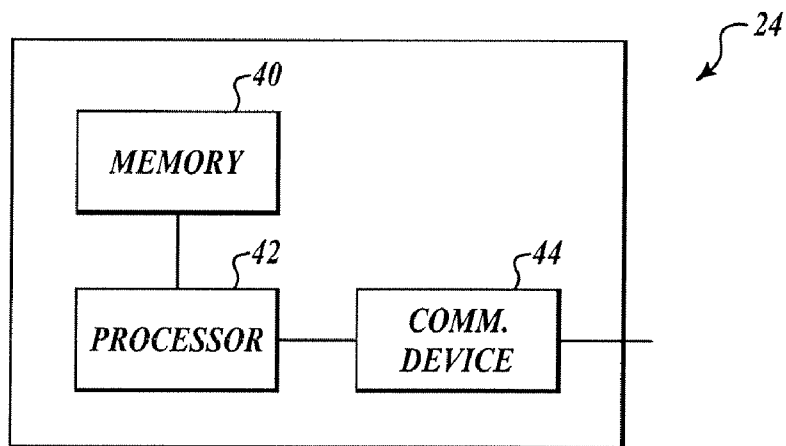 24
40
MEMORY
42
44
PROCESSOR
COMM.
DEVICE